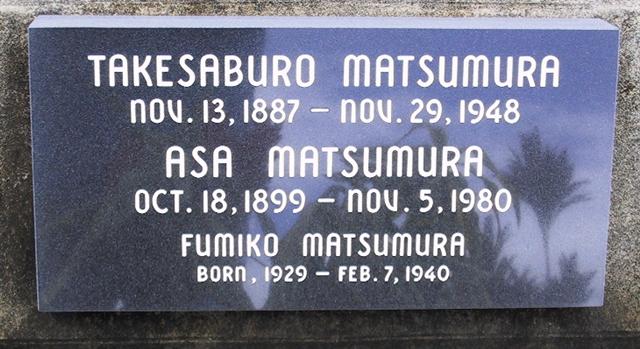 TAKESABURO MATSUMURA
NOV. 13, 1887 – NOV. 29, 1948
ASA MATSUMURA
OCT. 18, 1899 – NOV. 5, 1980
FUMIKO MATSUMURA
BORN, 1929 – FEB. 7, 1940